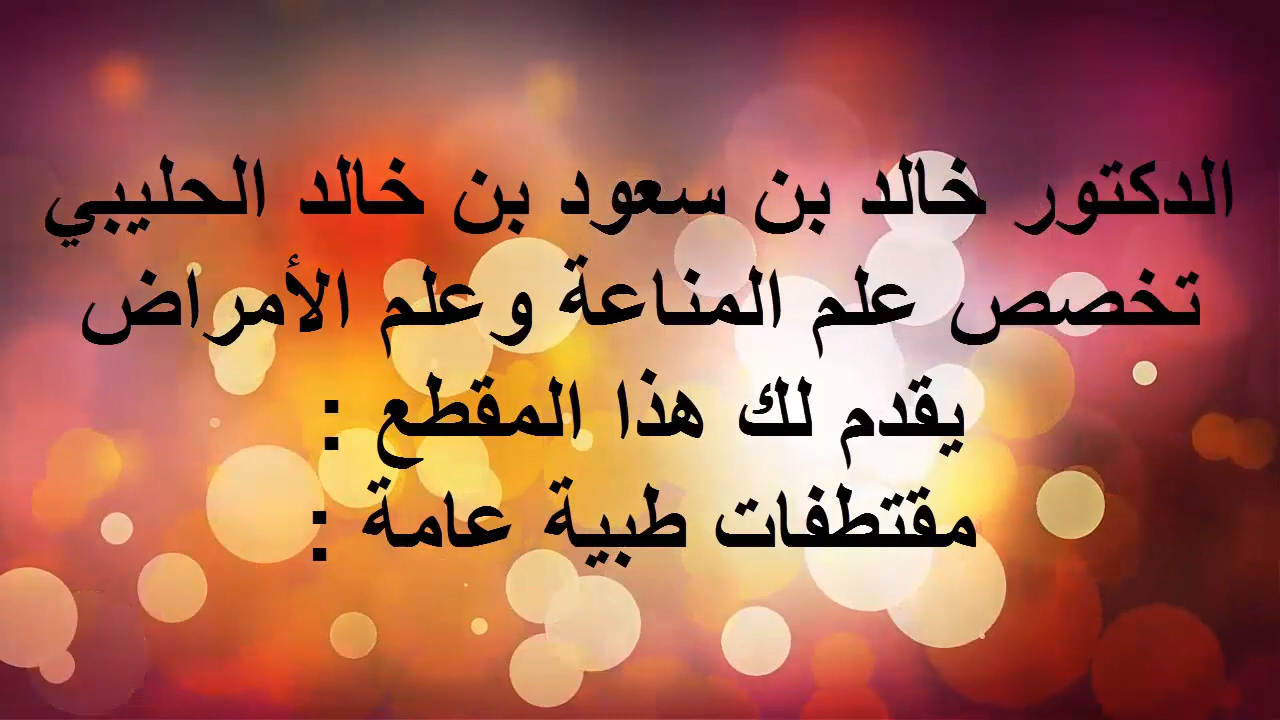 الدكتور خالد بن سعود بن خالد الحليبي
تخصص علم المناعة وعلم الأمراض
يقدم لك هذا المقطع :
مقتطفات طبية عامة :